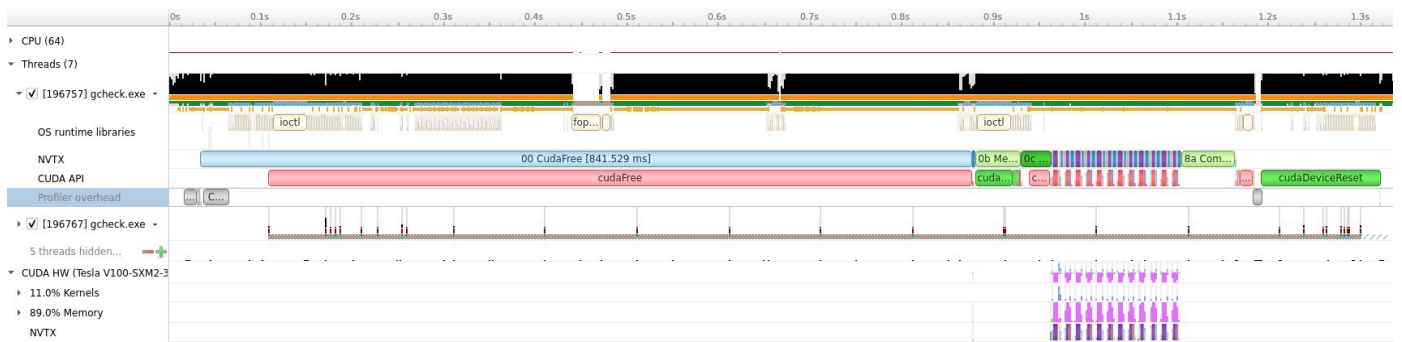 0s 0.1s 0.2s 0.3s 0.4s 0.5s 0.6s 0.7s 0.8s 0.9s 1s 1.1s 1.2s 1.3s
CPU (64)
Threads (7)
[196757] gcheck.exe
OS runtime libraries ioctl fop... ioctl
NVTX 00 CudaFree [841.529 ms] 0b Me... 0c ... 8a Com...
CUDA API cudaFree cuda... c... ... cudaDeviceReset
Profiler overhead ... C...
[196767] gcheck.exe
5 threads hidden...
CUDA HW (Tesla V100-SXM2-3
11.0% Kernels
89.0% Memory
NVTX